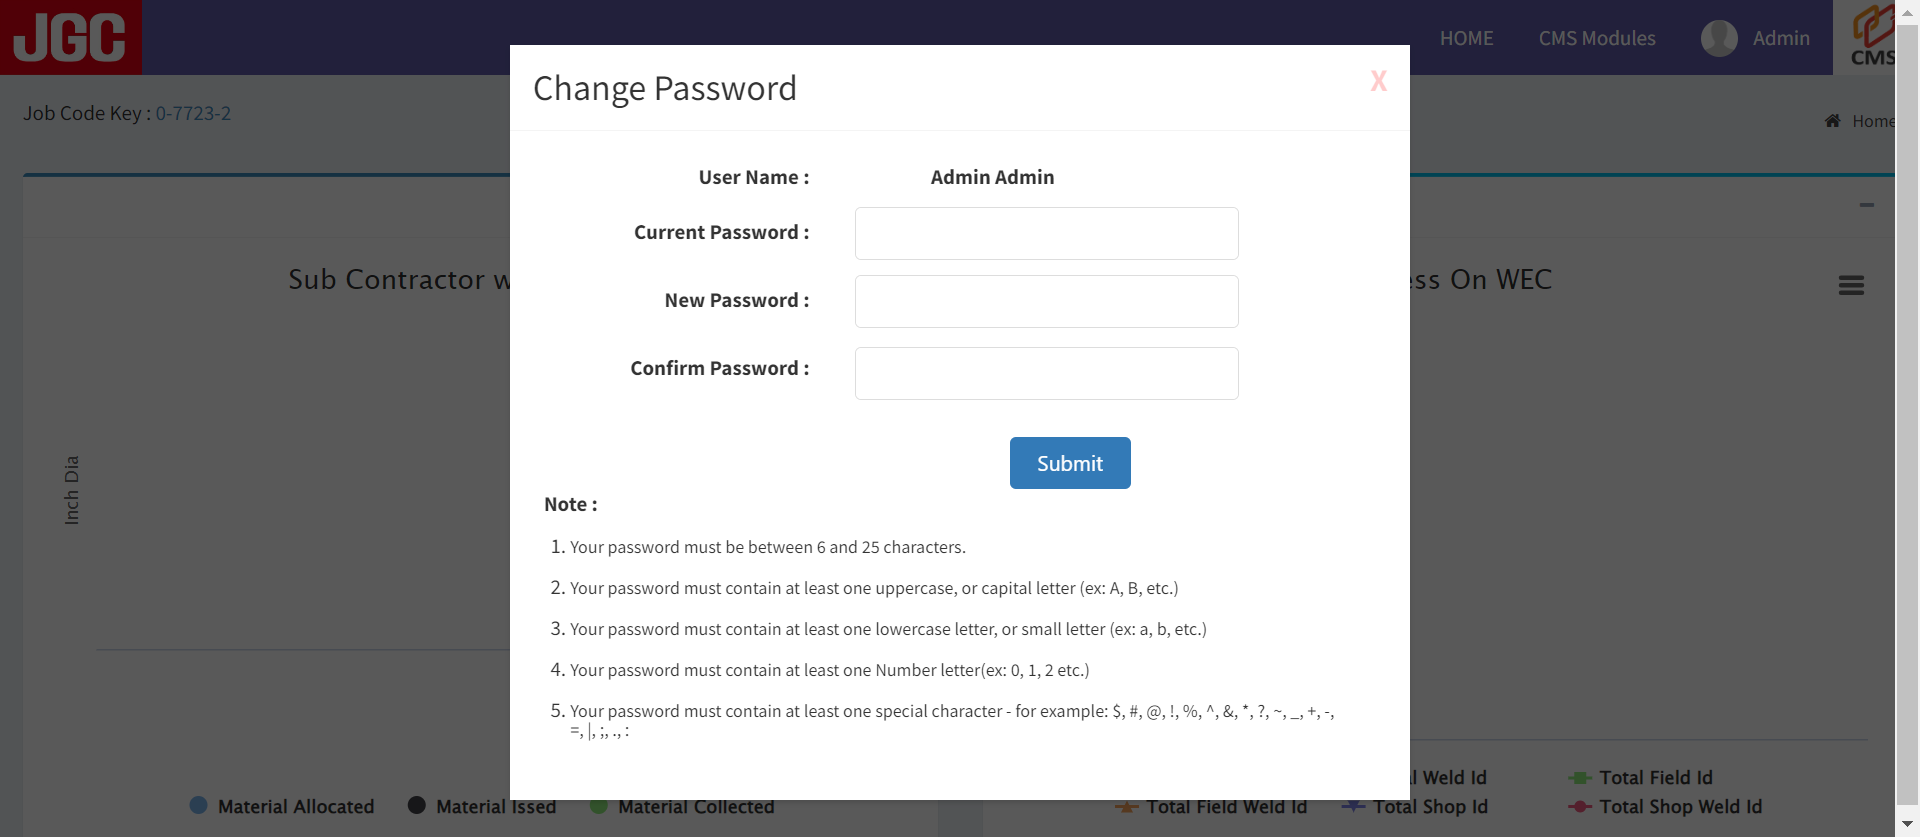 JGC
HOME
CMS Modules
Admin
CMS
Job Code Key : 0-7723-2
Home
Change Password
X
User Name :
Admin Admin
Current Password :
New Password :
Confirm Password :
Submit
Note :
1. Your password must be between 6 and 25 characters.
2. Your password must contain at least one uppercase, or capital letter (ex: A, B, etc.)
3. Your password must contain at least one lowercase letter, or small letter (ex: a, b, etc.)
4. Your password must contain at least one Number letter(ex: 0, 1, 2 etc.)
5. Your password must contain at least one special character - for example: $, #, @, !, %, ^, &, *, ?, ~, _, +, -,
=, |, ;, ., :
Sub Contractor w
ess On WEC
Inch Dia
Material Allocated
Material Issed
Material Collected
l Weld Id
Total Field Id
Total Field Weld Id
Total Shop Id
Total Shop Weld Id